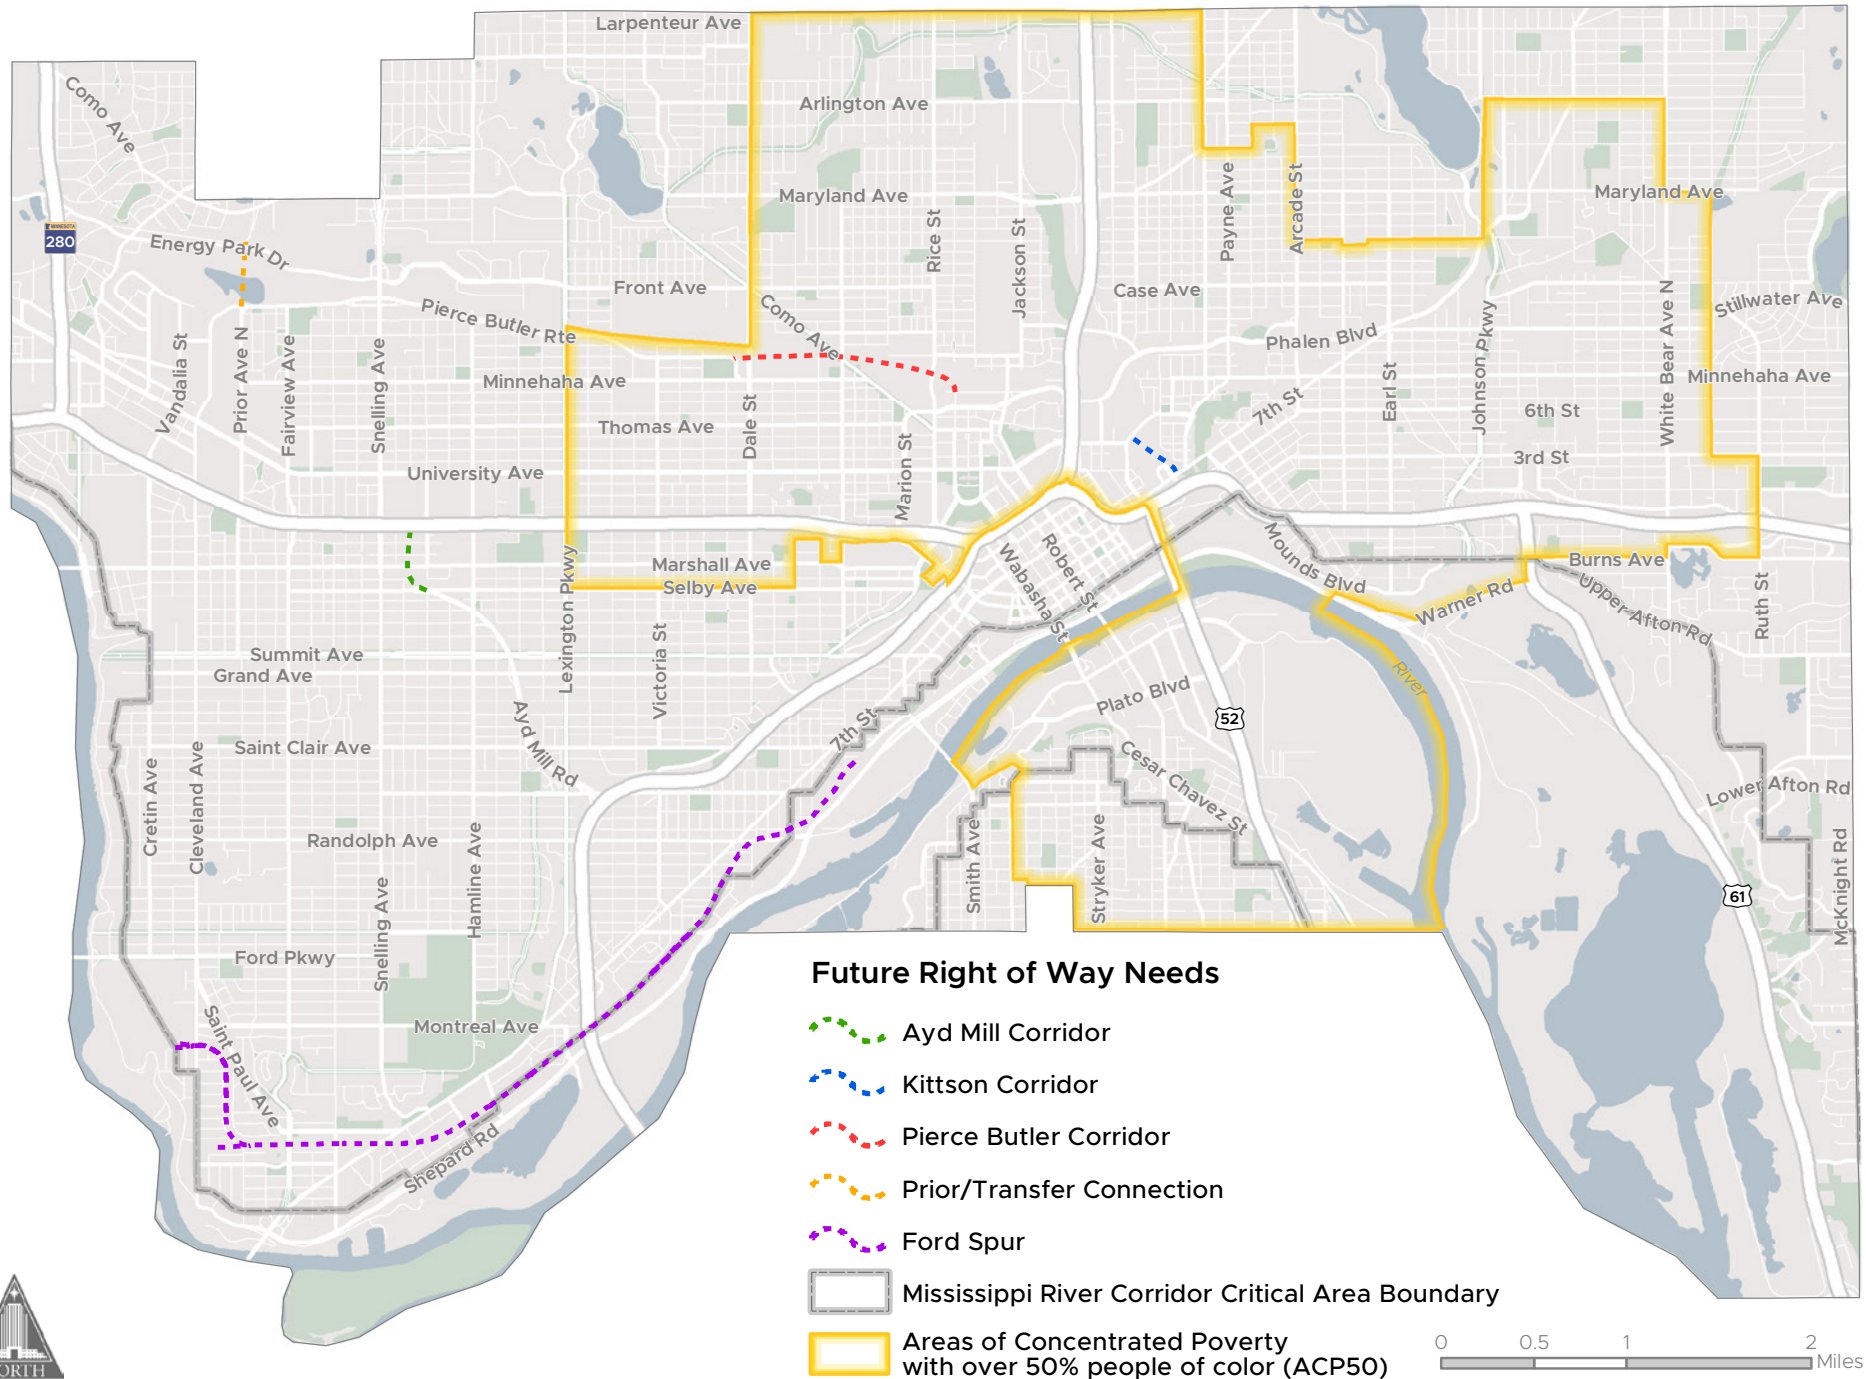 Larpenteur Ave
Como Ave
Arlington Ave
Maryland Ave
Maryland Ave
Payne Ave
Arcade St
Rice St
Jackson St
MINNESOTA
280
Energy Park Dr
Front Ave
Case Ave
Stillwater Ave
Pierce Butler Rte
Como Ave
Phalen Blvd
Johnson Pkwy
White Bear Ave N
Vandalia St
Prior Ave N
Fairview Ave
Snelling Ave
Minnehaha Ave
Minnehaha Ave
Earl St
7th St
6th St
Thomas Ave
Dale St
Marion St
3rd St
University Ave
Marshall Ave
Selby Ave
Lexington Pkwy
Victoria St
Wabasha St
Robert St
Mounds Blvd
Burns Ave
Warner Rd
Upper Afton Rd
Ruth St
Summit Ave
Grand Ave
River
Plato Blvd
52
Ayd Mill Rd
7th St
Saint Clair Ave
Cesar Chavez St
Lower Afton Rd
Cretin Ave
Cleveland Ave
Randolph Ave
Hamline Ave
Smith Ave
Stryker Ave
McKnight Rd
61
Snelling Ave
Ford Pkwy
Saint Paul Ave
Montreal Ave
Shepard Rd
Future Right of Way Needs
Ayd Mill Corridor
Kittson Corridor
Pierce Butler Corridor
Prior/Transfer Connection
Ford Spur
Mississippi River Corridor Critical Area Boundary
Areas of Concentrated Poverty
with over 50% people of color (ACP50)
0 0.5 1 2
Miles
ORTH